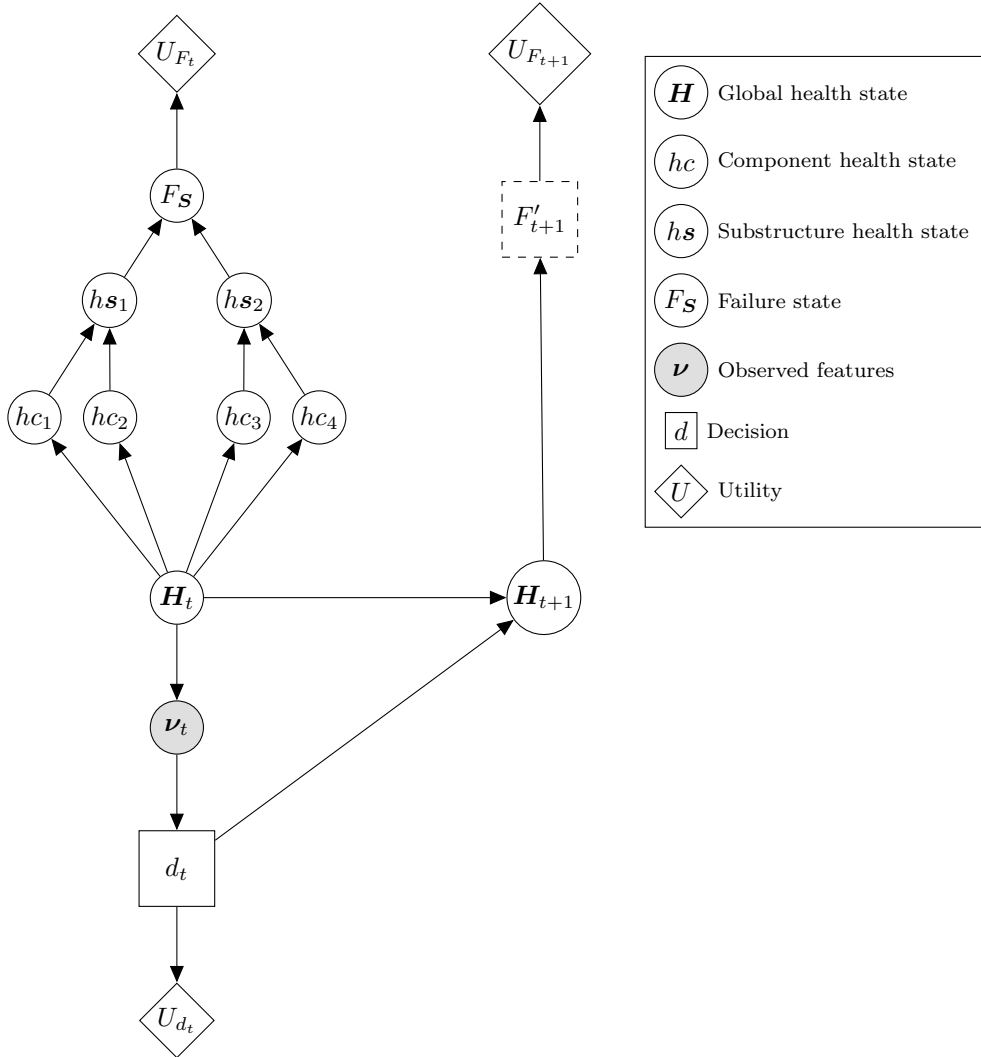 U_{F_t}
U_{F_{t+1}}
F_S
F'_{t+1}
hs_1
hs_2
hc_1
hc_2
hc_3
hc_4
H_t
H_{t+1}
ν_t
d_t
U_{d_t}
H Global health state
hc Component health state
hs Substructure health state
F_S Failure state
ν Observed features
d Decision
U Utility